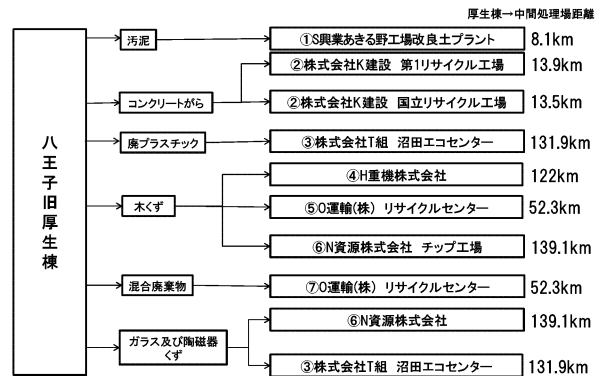 厚生棟→中間処理場距離
汚泥
①S興業あきる野工場改良土プラント
8.1km
②株式会社K建設 第1リサイクル工場
13.9km
コンクリートがら
②株式会社K建設 国立リサイクル工場
13.5km
廃プラスチック
③株式会社T組 沼田エコセンター
131.9km
八王子旧厚生棟
④H重機株式会社
122km
木くず
⑤O運輸(株) リサイクルセンター
52.3km
⑥N資源株式会社 チップ工場
139.1km
混合廃棄物
⑦O運輸(株) リサイクルセンター
52.3km
⑥N資源株式会社
139.1km
ガラス及び陶磁器
くず
③株式会社T組 沼田エコセンター
131.9km